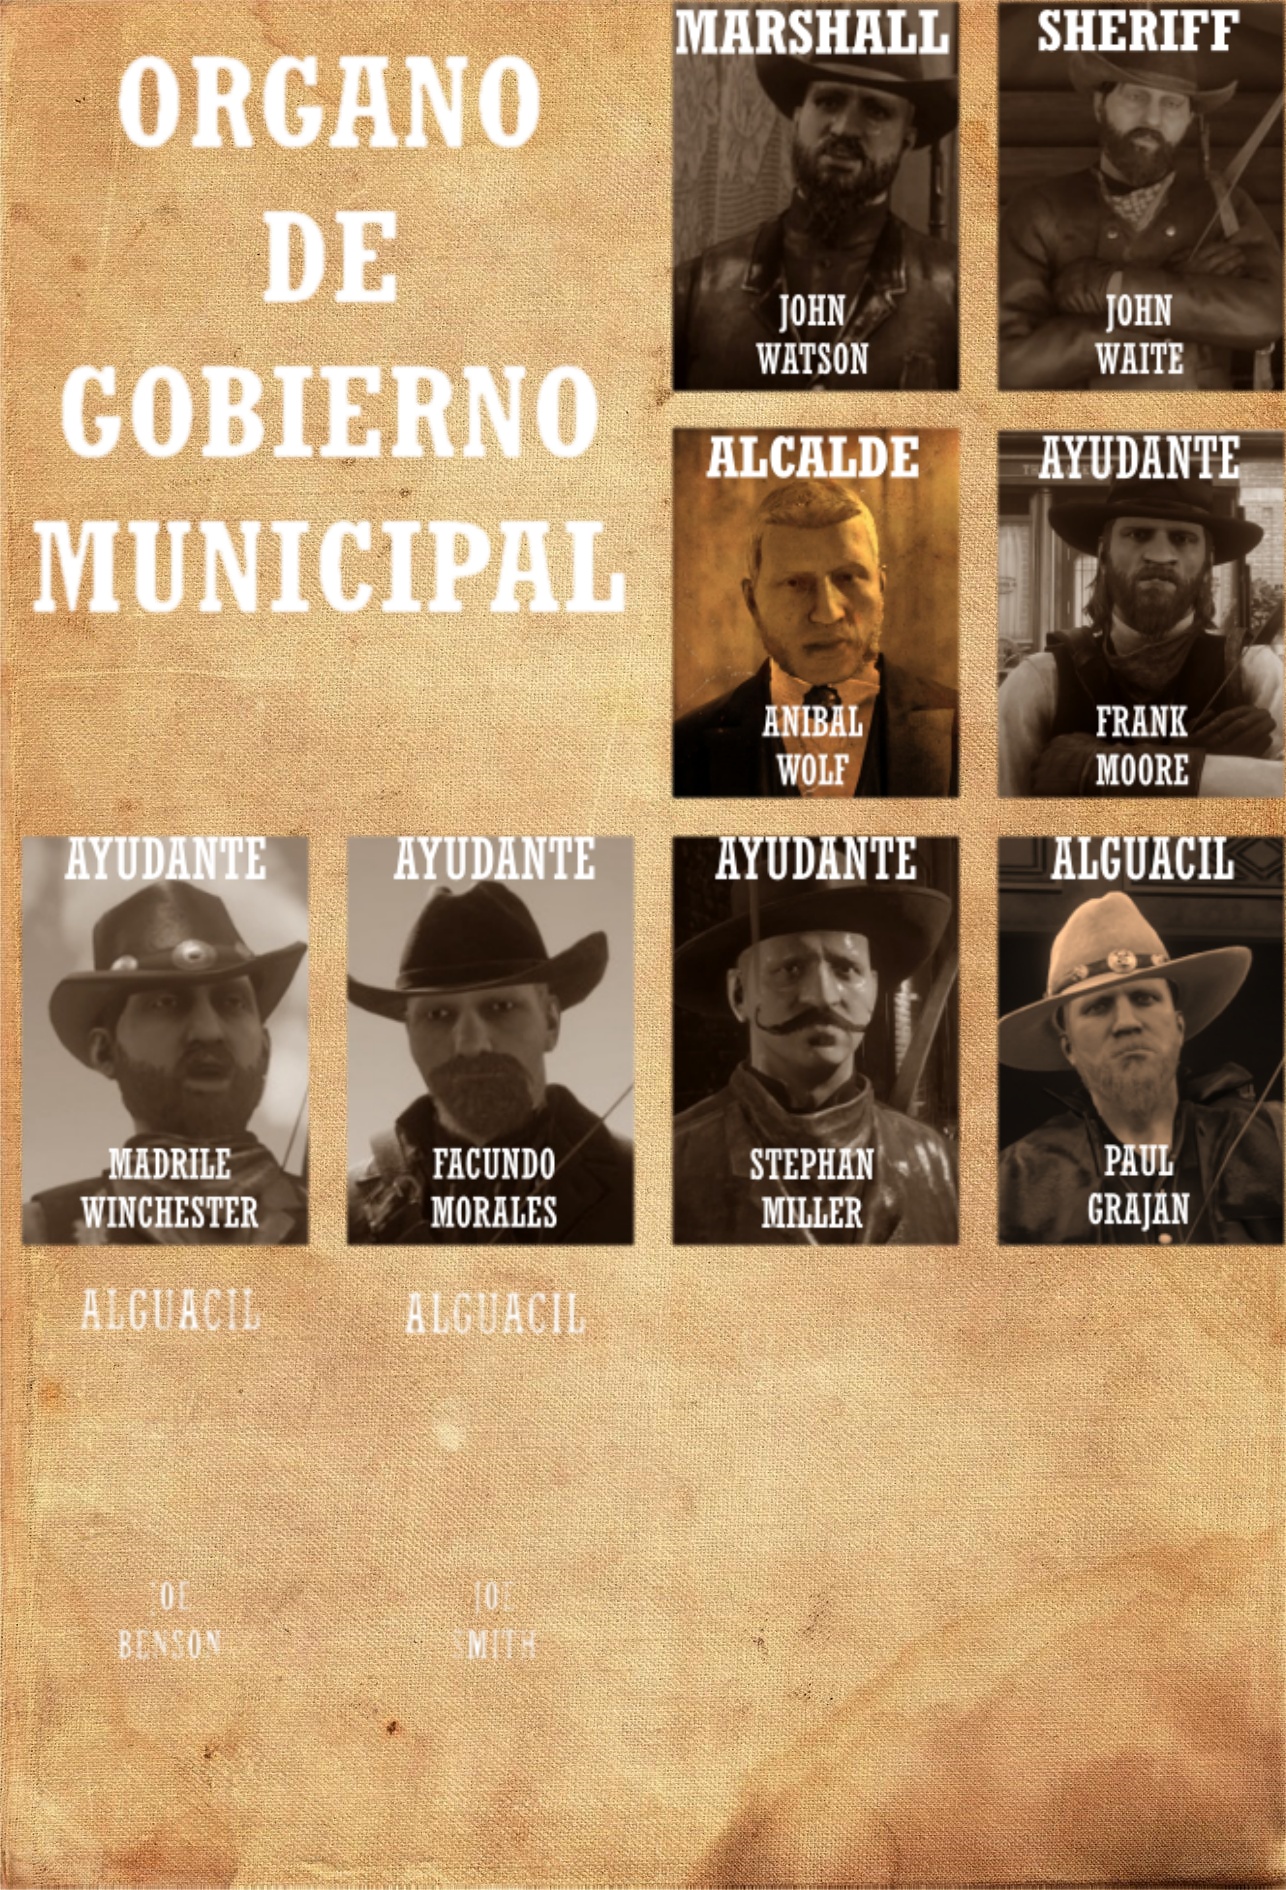 ORGANO
DE
GOBIERNO
MUNICIPAL
MARSHALL
JOHN
WATSON
SHERIFF
JOHN
WAITE
ALCALDE
ANIBAL
WOLF
AYUDANTE
FRANK
MOORE
AYUDANTE
MADRILE
WINCHESTER
AYUDANTE
FACUNDO
MORALES
AYUDANTE
STEPHAN
MILLER
ALGUACIL
PAUL
GRAJAN
ALGUACIL
JOE
BENSON
ALGUACIL
JOE
SMITH